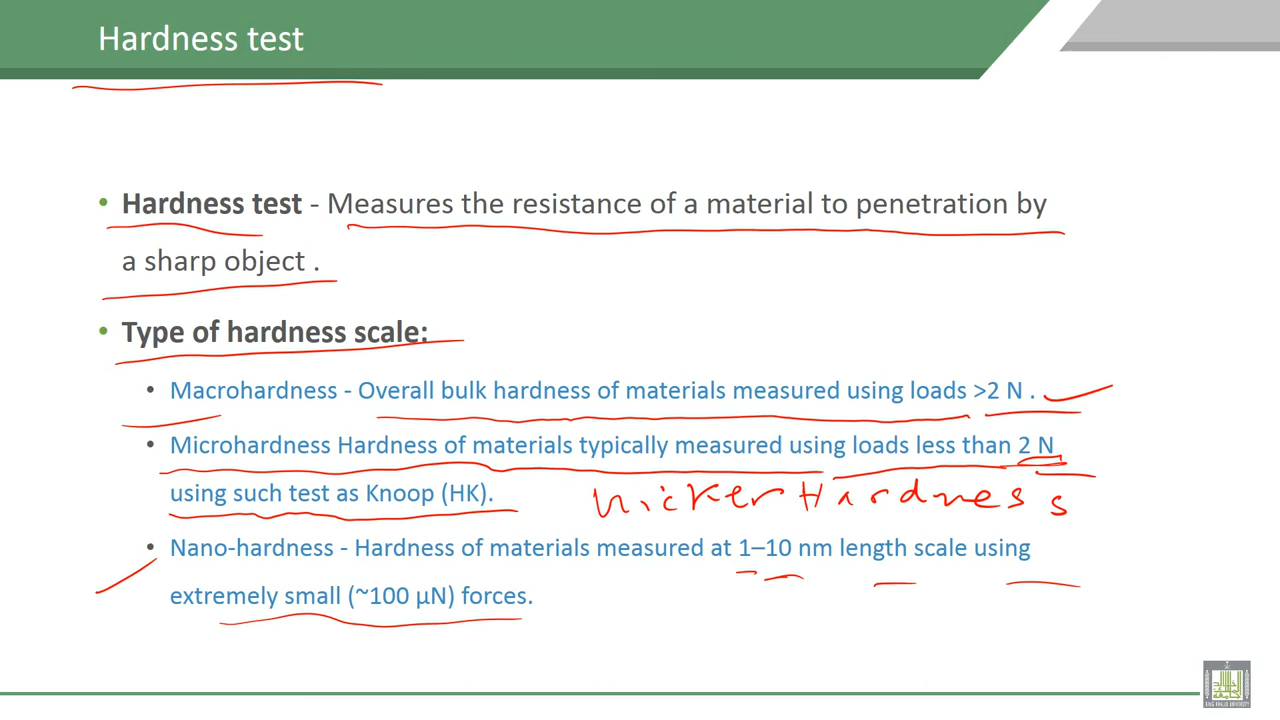 Hardness test
• Hardness test - Measures the resistance of a material to penetration by
a sharp object .
• Type of hardness scale:
• Macrohardness - Overall bulk hardness of materials measured using loads >2 N .
• Microhardness Hardness of materials typically measured using loads less than 2 N
using such test as Knoop (HK).
Hardness
• Nano-hardness - Hardness of materials measured at 1–10 nm length scale using
extremely small (~100 μN) forces.
KING KHALID UNIVERSITY